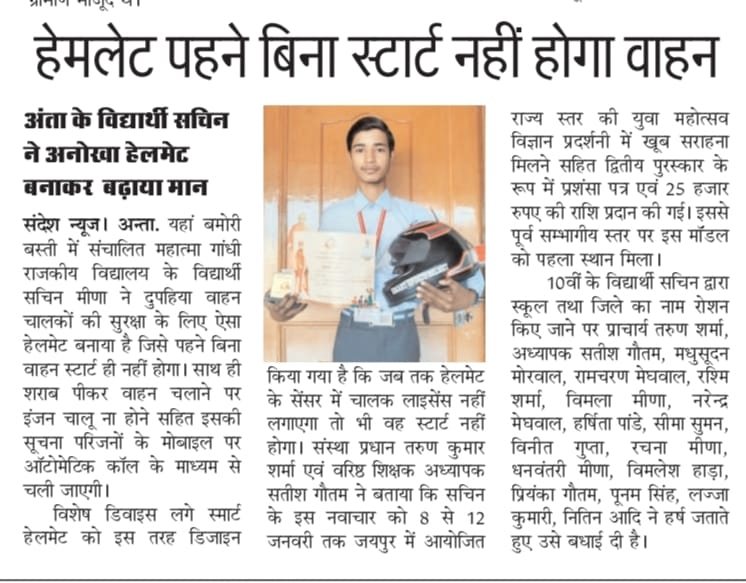 ग्रामीण मौजूद थे।
हेमलेट पहने बिना स्टार्ट नहीं होगा वाहन
अंता के विद्यार्थी सचिन
ने अनोखा हेलमेट
बनाकर बढ़ाया मान
संदेश न्यूज। अन्ता. यहां बमोरी
बस्ती में संचालित महात्मा गांधी
राजकीय विद्यालय के विद्यार्थी
सचिन मीणा ने दुपहिया वाहन
चालकों की सुरक्षा के लिए ऐसा
हेलमेट बनाया है जिसे पहने बिना
वाहन स्टार्ट ही नहीं होगा। साथ ही
शराब पीकर वाहन चलाने पर
इंजन चालू ना होने सहित इसकी
सूचना परिजनों के मोबाइल पर
ऑटोमेटिक कॉल के माध्यम से
चली जाएगी।
विशेष डिवाइस लगे स्मार्ट
हेलमेट को इस तरह डिजाइन
किया गया है कि जब तक हेलमेट
के सेंसर में चालक लाइसेंस नहीं
लगाएगा तो भी वह स्टार्ट नहीं
होगा। संस्था प्रधान तरुण कुमार
शर्मा एवं वरिष्ठ शिक्षक अध्यापक
सतीश गौतम ने बताया कि सचिन
के इस नवाचार को 8 से 12
जनवरी तक जयपुर में आयोजित
राज्य स्तर की युवा महोत्सव
विज्ञान प्रदर्शनी में खूब सराहना
मिलने सहित द्वितीय पुरस्कार के
रूप में प्रशंसा पत्र एवं 25 हजार
रुपए की राशि प्रदान की गई। इससे
पूर्व सम्भागीय स्तर पर इस मॉडल
को पहला स्थान मिला।
10वीं के विद्यार्थी सचिन द्वारा
स्कूल तथा जिले का नाम रोशन
किए जाने पर प्राचार्य तरुण शर्मा,
अध्यापक सतीश गौतम, मधुसूदन
मोरवाल, रामचरण मेघवाल, रश्मि
शर्मा, विमला मीणा, नरेन्द्र
मेघवाल, हर्षिता पांडे, सीमा सुमन,
विनीत गुप्ता, रचना मीणा,
धनवंतरी मीणा, विमलेश हाड़ा,
प्रियंका गौतम, पूनम सिंह, लज्जा
कुमारी, नितिन आदि ने हर्ष जताते
हुए उसे बधाई दी है।